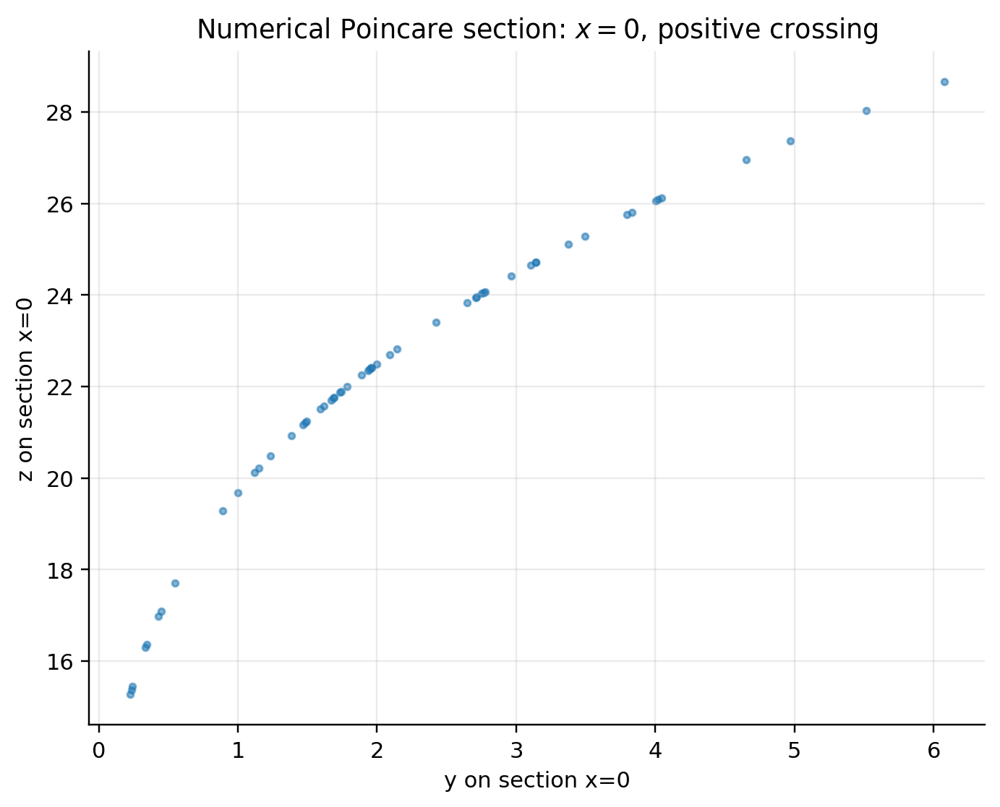 Numerical Poincare section: x = 0, positive crossing
28
26
24
22
20
18
16
z on section x=0
0 1 2 3 4 5 6
y on section x=0